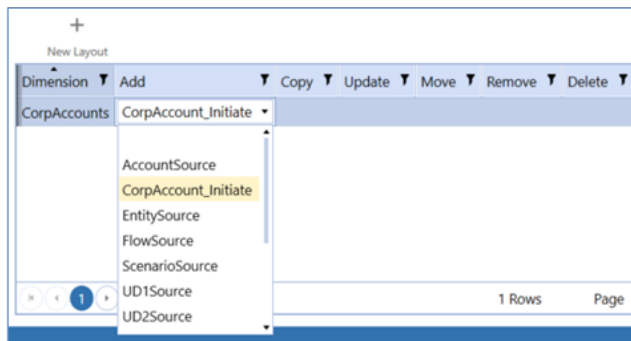 +
New Layout
Dimension Add Copy Update Move Remove Delete
CorpAccounts CorpAccount_Initiate
AccountSource
CorpAccount_Initiate
EntitySource
FlowSource
ScenarioSource
UD1Source
UD2Source
1 1 Rows Page